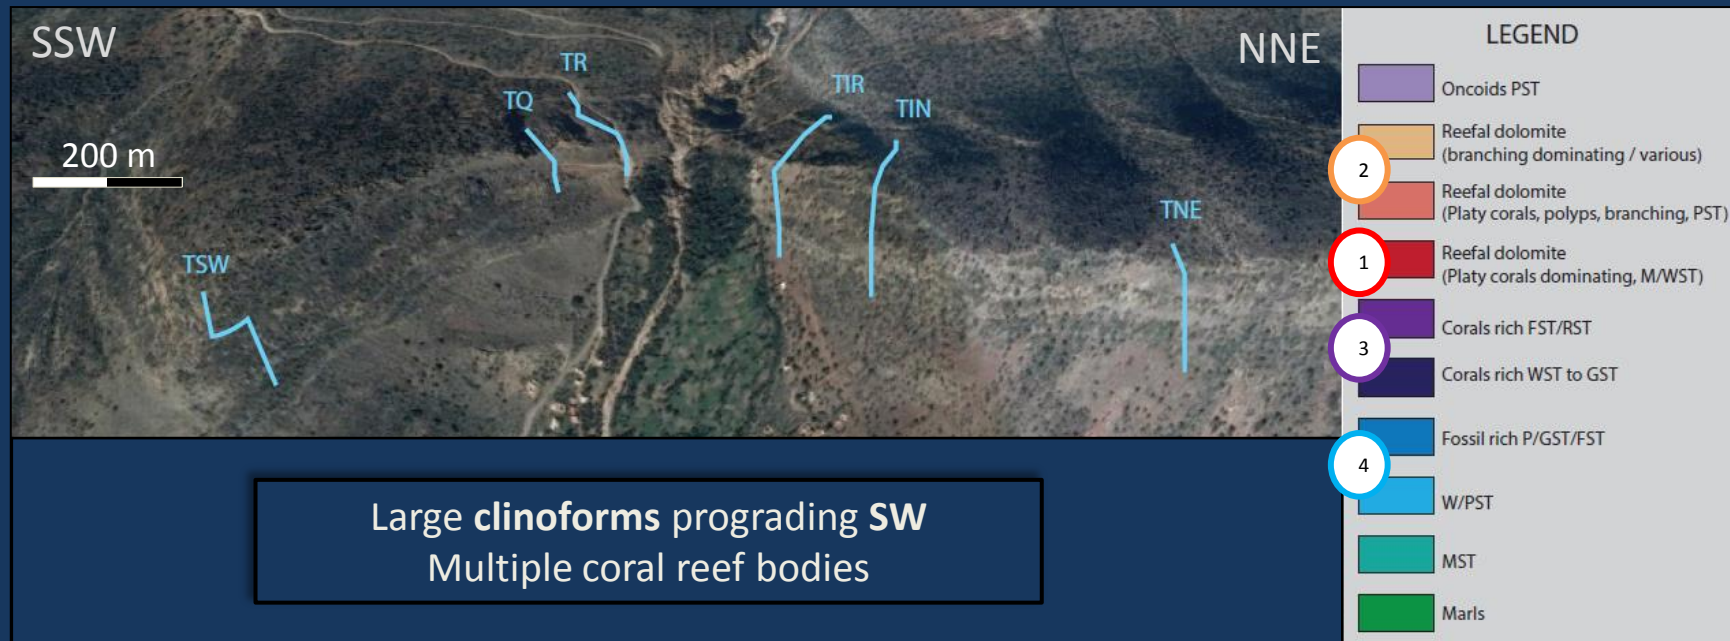 SSW
NNE
TR
TQ
TIR
TIN
200 m
TNE
TSW
Large clinoforms prograding SW
Multiple coral reef bodies
LEGEND
Oncoids PST
Reefal dolomite
(branching dominating / various)
2
Reefal dolomite
(Platy corals, polyps, branching, PST)
1
Reefal dolomite
(Platy corals dominating, M/WST)
Corals rich FST/RST
3
Corals rich WST to GST
Fossil rich P/GST/FST
4
W/PST
MST
Marls